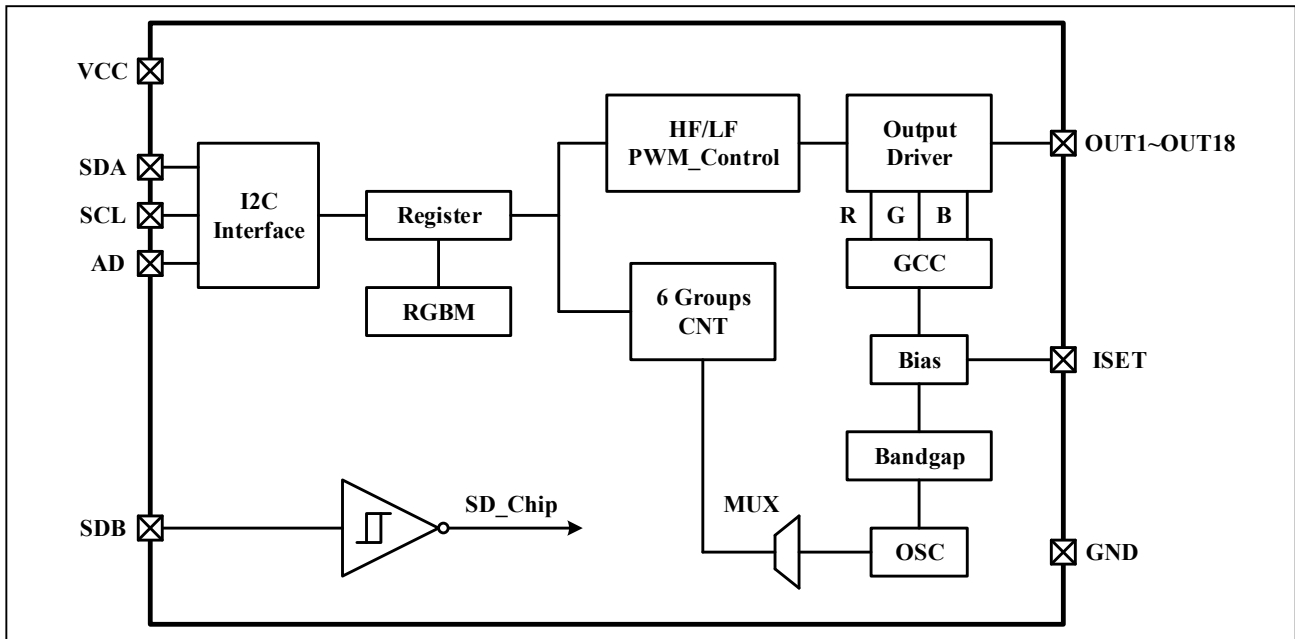 VCC
SDA
SCL
AD
I2C
Interface
Register
RGBM
HF/LF
PWM_Control
6 Groups
CNT
Output
Driver
R G B
GCC
Bias
Bandgap
OSC
MUX
OUT1~OUT18
ISET
GND
SDB
SD_Chip